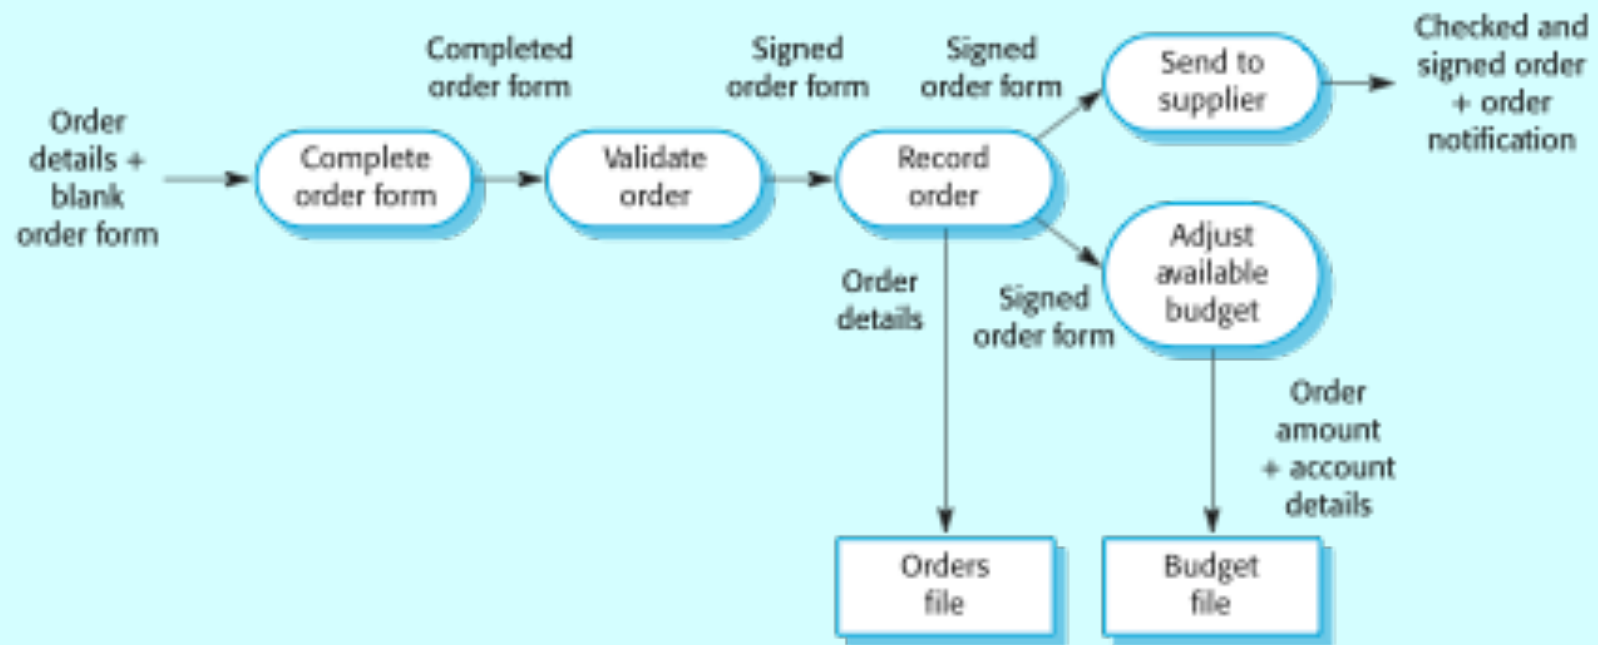 Order
details +
blank
order form
Complete
order form
Completed
order form
Validate
order
Signed
order form
Record
order
Signed
order form
Send to
supplier
Checked and
signed order
+ order
notification
Order
details
Signed
order form
Adjust
available
budget
Order
amount
+ account
details
Orders
file
Budget
file